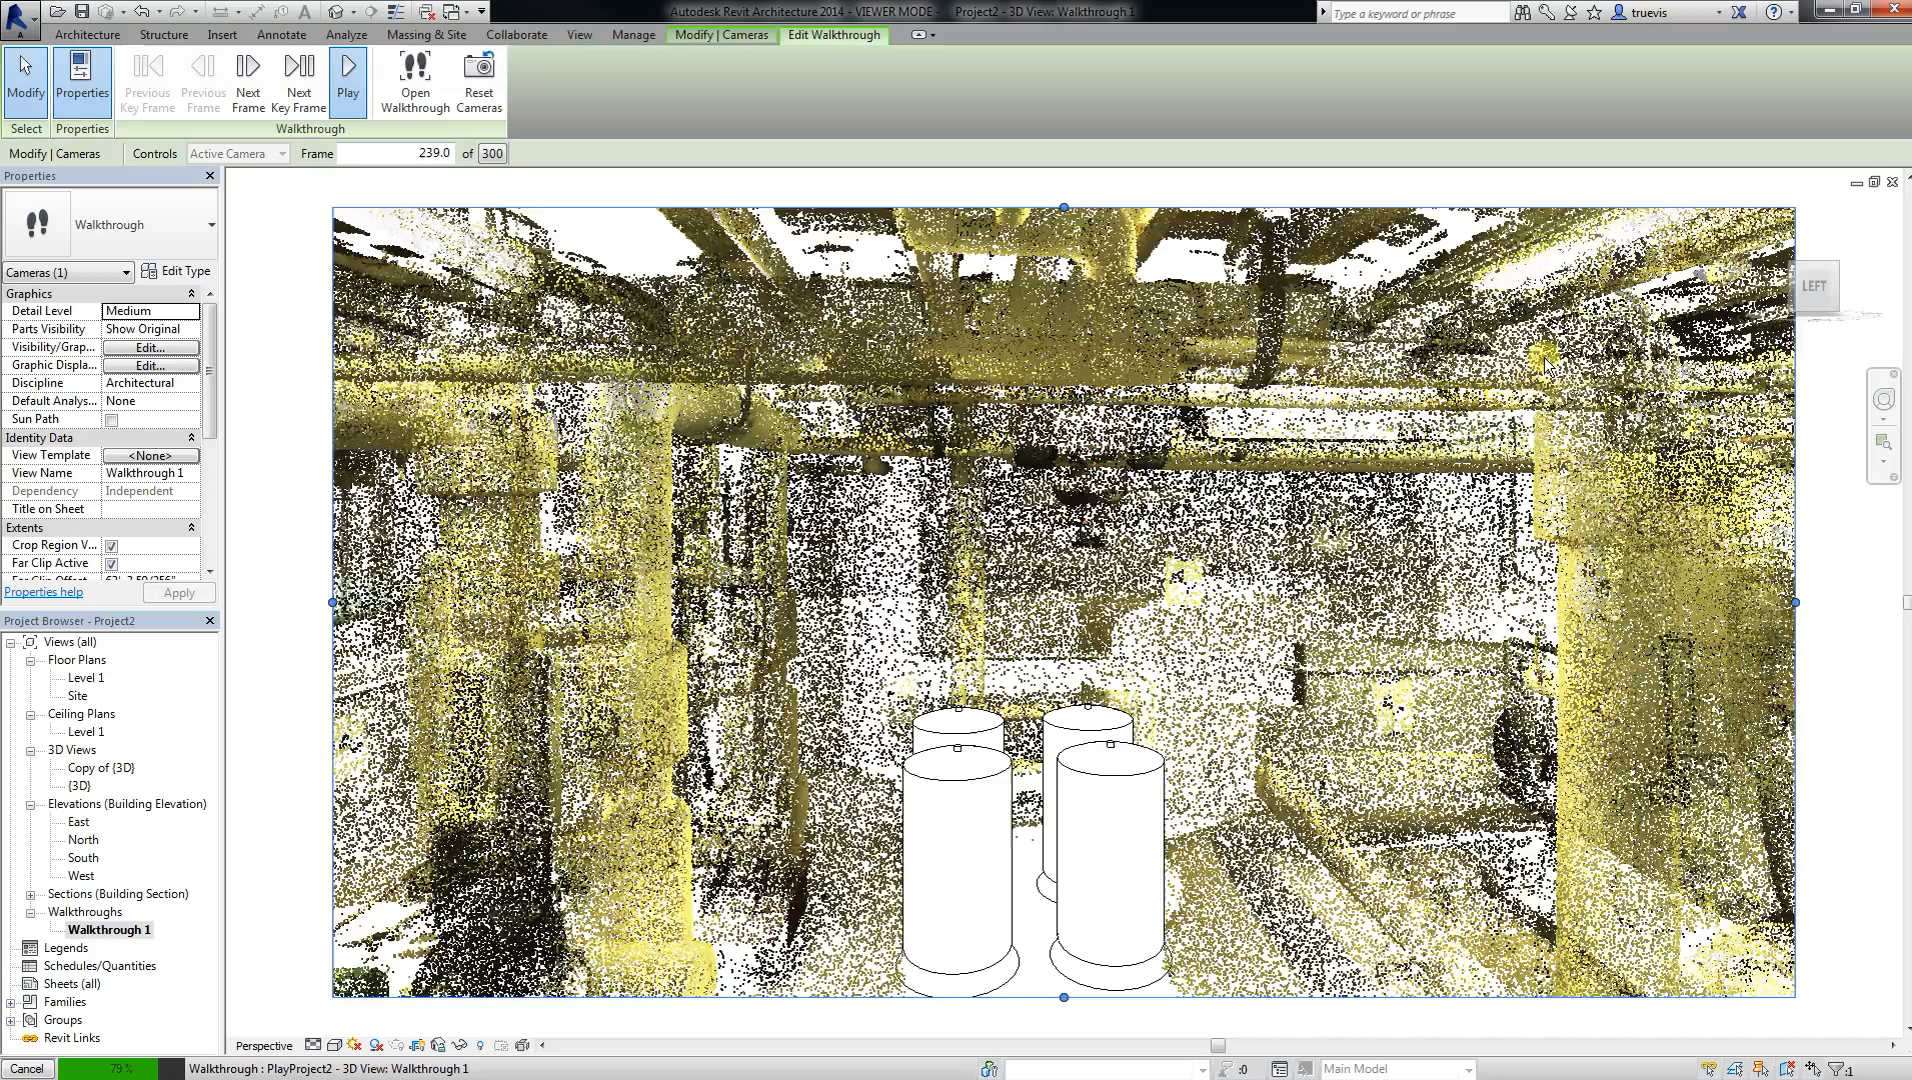 Autodesk Revit Architecture 2014 - VIEWER MODE - Project2 - 3D View: Walkthrough 1
Type a keyword or phrase
truevis
Architecture Structure Insert Annotate Analyze Massing & Site Collaborate View Manage Modify | Cameras Edit Walkthrough
Modify
Properties
Previous Key Frame
Previous Frame
Next Frame
Next Key Frame
Play
Open Walkthrough
Reset Cameras
Select Properties Walkthrough
Modify | Cameras Controls Active Camera Frame 239.0 of 300
Properties
Walkthrough
Cameras (1) Edit Type
Graphics
Detail Level Medium
Parts Visibility Show Original
Visibility/Grap... Edit...
Graphic Displa... Edit...
Discipline Architectural
Default Analys... None
Sun Path
Identity Data
View Template <None>
View Name Walkthrough 1
Dependency Independent
Title on Sheet
Extents
Crop Region V...
Far Clip Active
Properties help Apply
Project Browser - Project2
Views (all)
Floor Plans
Level 1
Site
Ceiling Plans
Level 1
3D Views
Copy of {3D}
{3D}
Elevations (Building Elevation)
East
North
South
West
Sections (Building Section)
Walkthroughs
Walkthrough 1
Legends
Schedules/Quantities
Sheets (all)
Families
Groups
Revit Links
LEFT
Perspective
Cancel 79 % Walkthrough : PlayProject2 - 3D View: Walkthrough 1 :0 Main Model :1